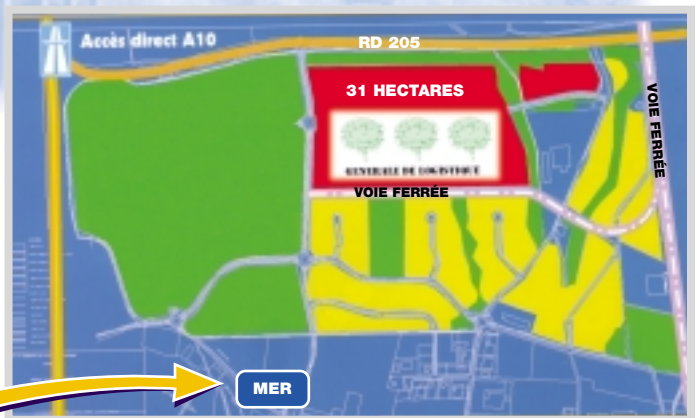 Accès direct A10
RD 205
31 HECTARES
VOIE FERRÉE
GENERALE DE LOGISTIQUE
VOIE FERRÉE
MER